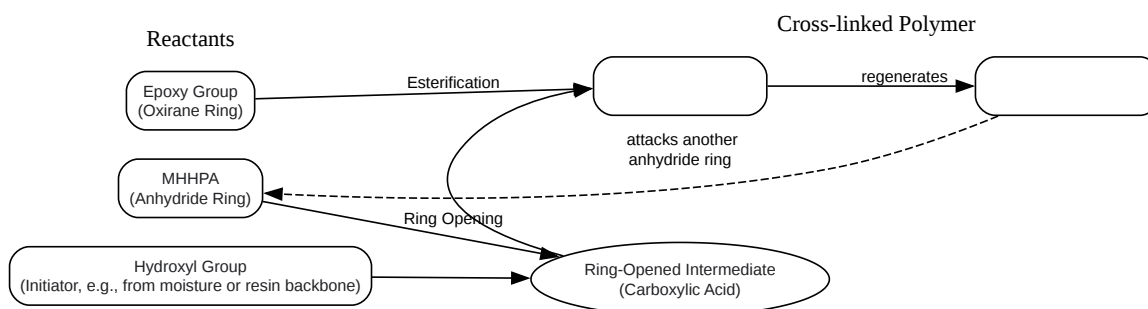 Cross-linked Polymer
Reactants
Epoxy Group
(Oxirane Ring)
Esterification
regenerates
attacks another
anhydride ring
MHHPA
(Anhydride Ring)
Ring Opening
Hydroxyl Group
(Initiator, e.g., from moisture or resin backbone)
Ring-Opened Intermediate
(Carboxylic Acid)